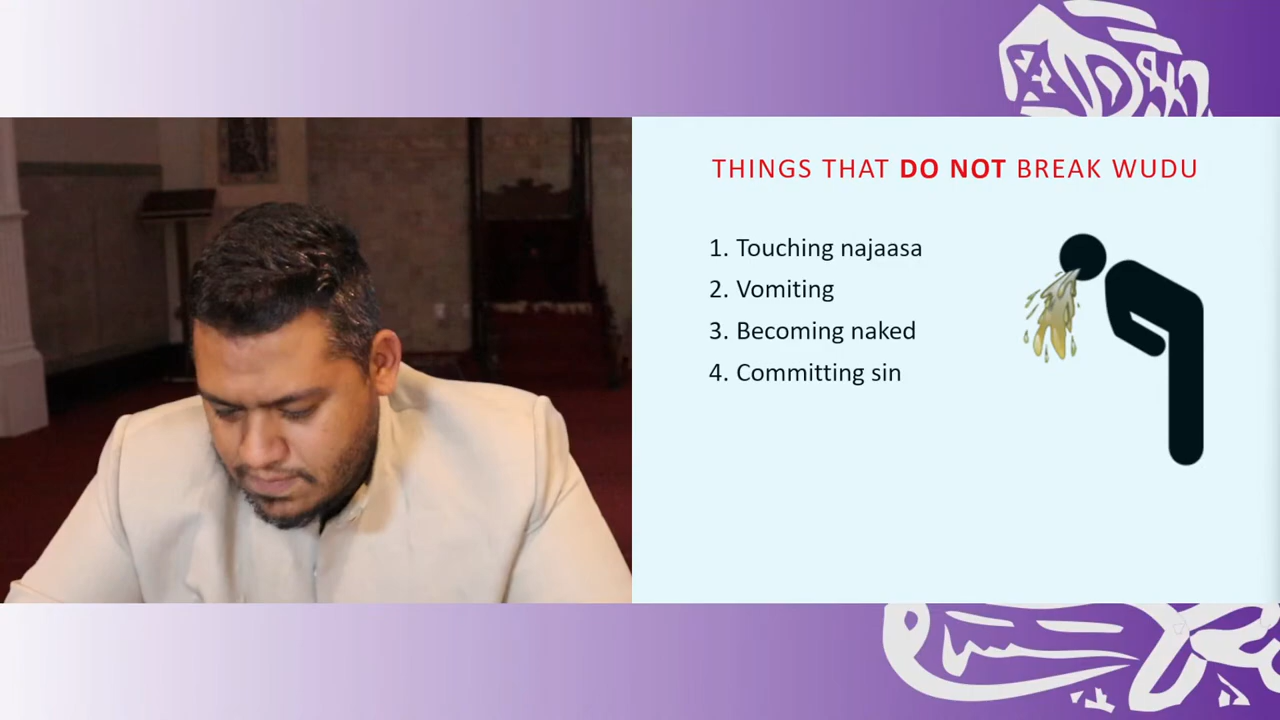 THINGS THAT DO NOT BREAK WUDU
1. Touching najaasa
2. Vomiting
3. Becoming naked
4. Committing sin